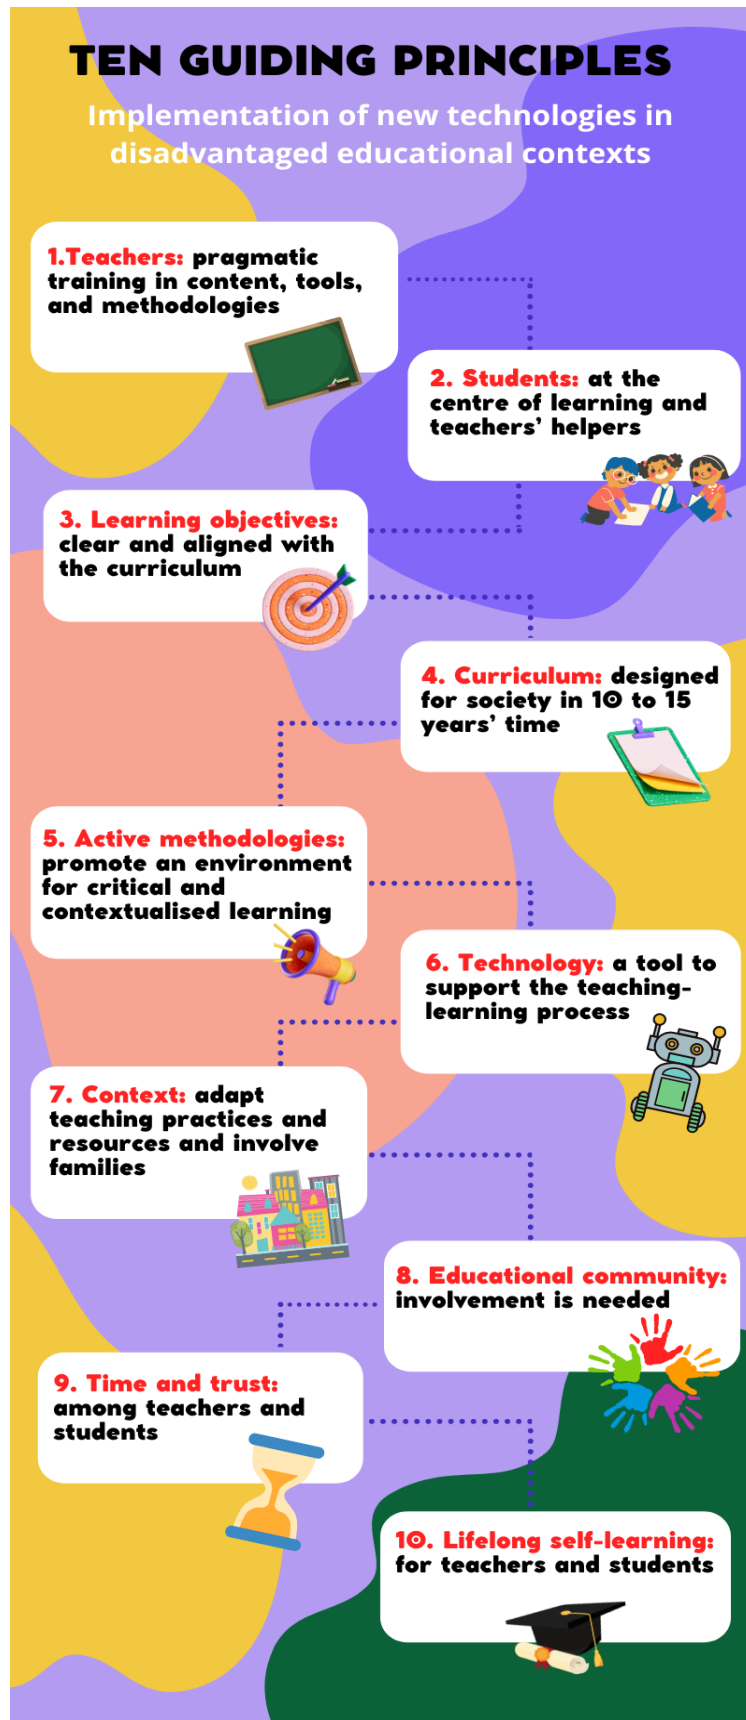 TEN GUIDING PRINCIPLES
Implementation of new technologies in
disadvantaged educational contexts
1.Teachers: pragmatic
training in content, tools,
and methodologies
2. Students: at the
centre of learning and
teachers’ helpers
3. Learning objectives:
clear and aligned with
the curriculum
4. Curriculum: designed
for society in 10 to 15
years’ time
5. Active methodologies:
promote an environment
for critical and
contextualised learning
6. Technology: a tool to
support the teaching-
learning process
7. Context: adapt
teaching practices and
resources and involve
families
8. Educational community:
involvement is needed
9. Time and trust:
among teachers and
students
10. Lifelong self-learning:
for teachers and students